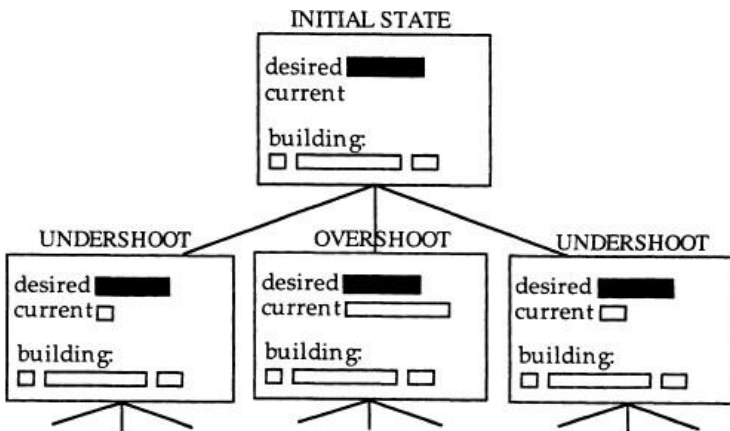 INITIAL STATE
desired
current
building:
UNDERSHOOT
OVERSHOOT
UNDERSHOOT
desired
current
building:
desired
current
building:
desired
current
building: